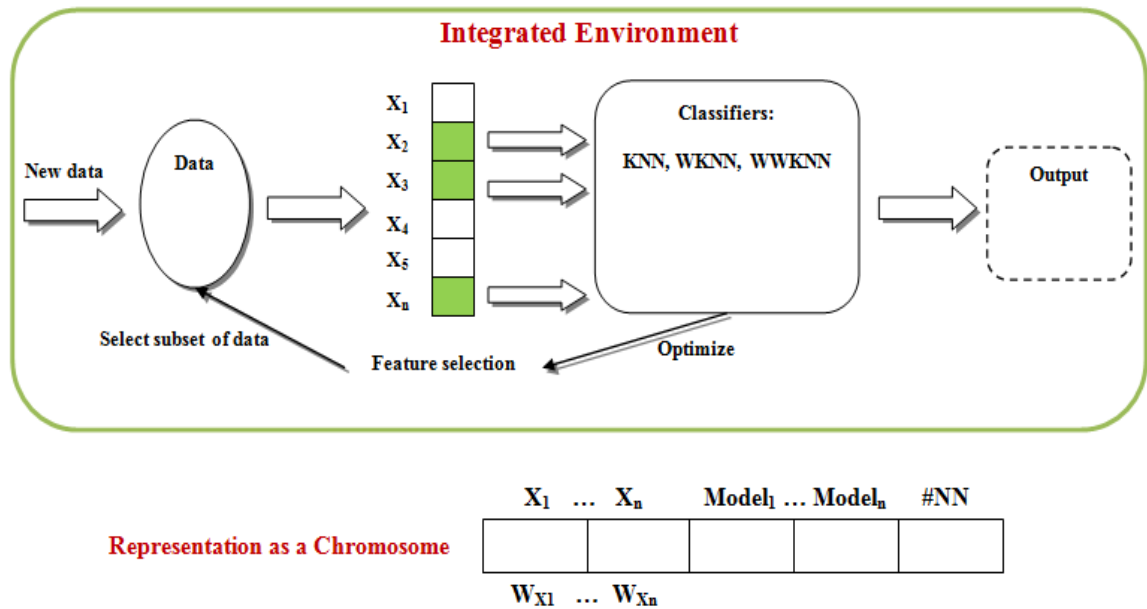 Integrated Environment
New data
Data
X1
X2
X3
X4
X5
Xn
Classifiers:
KNN, WKNN, WWKNN
Output
Select subset of data
Feature selection
Optimize
X1 … Xn Model1 … Modeln #NN
Representation as a Chromosome
WX1 … WXn